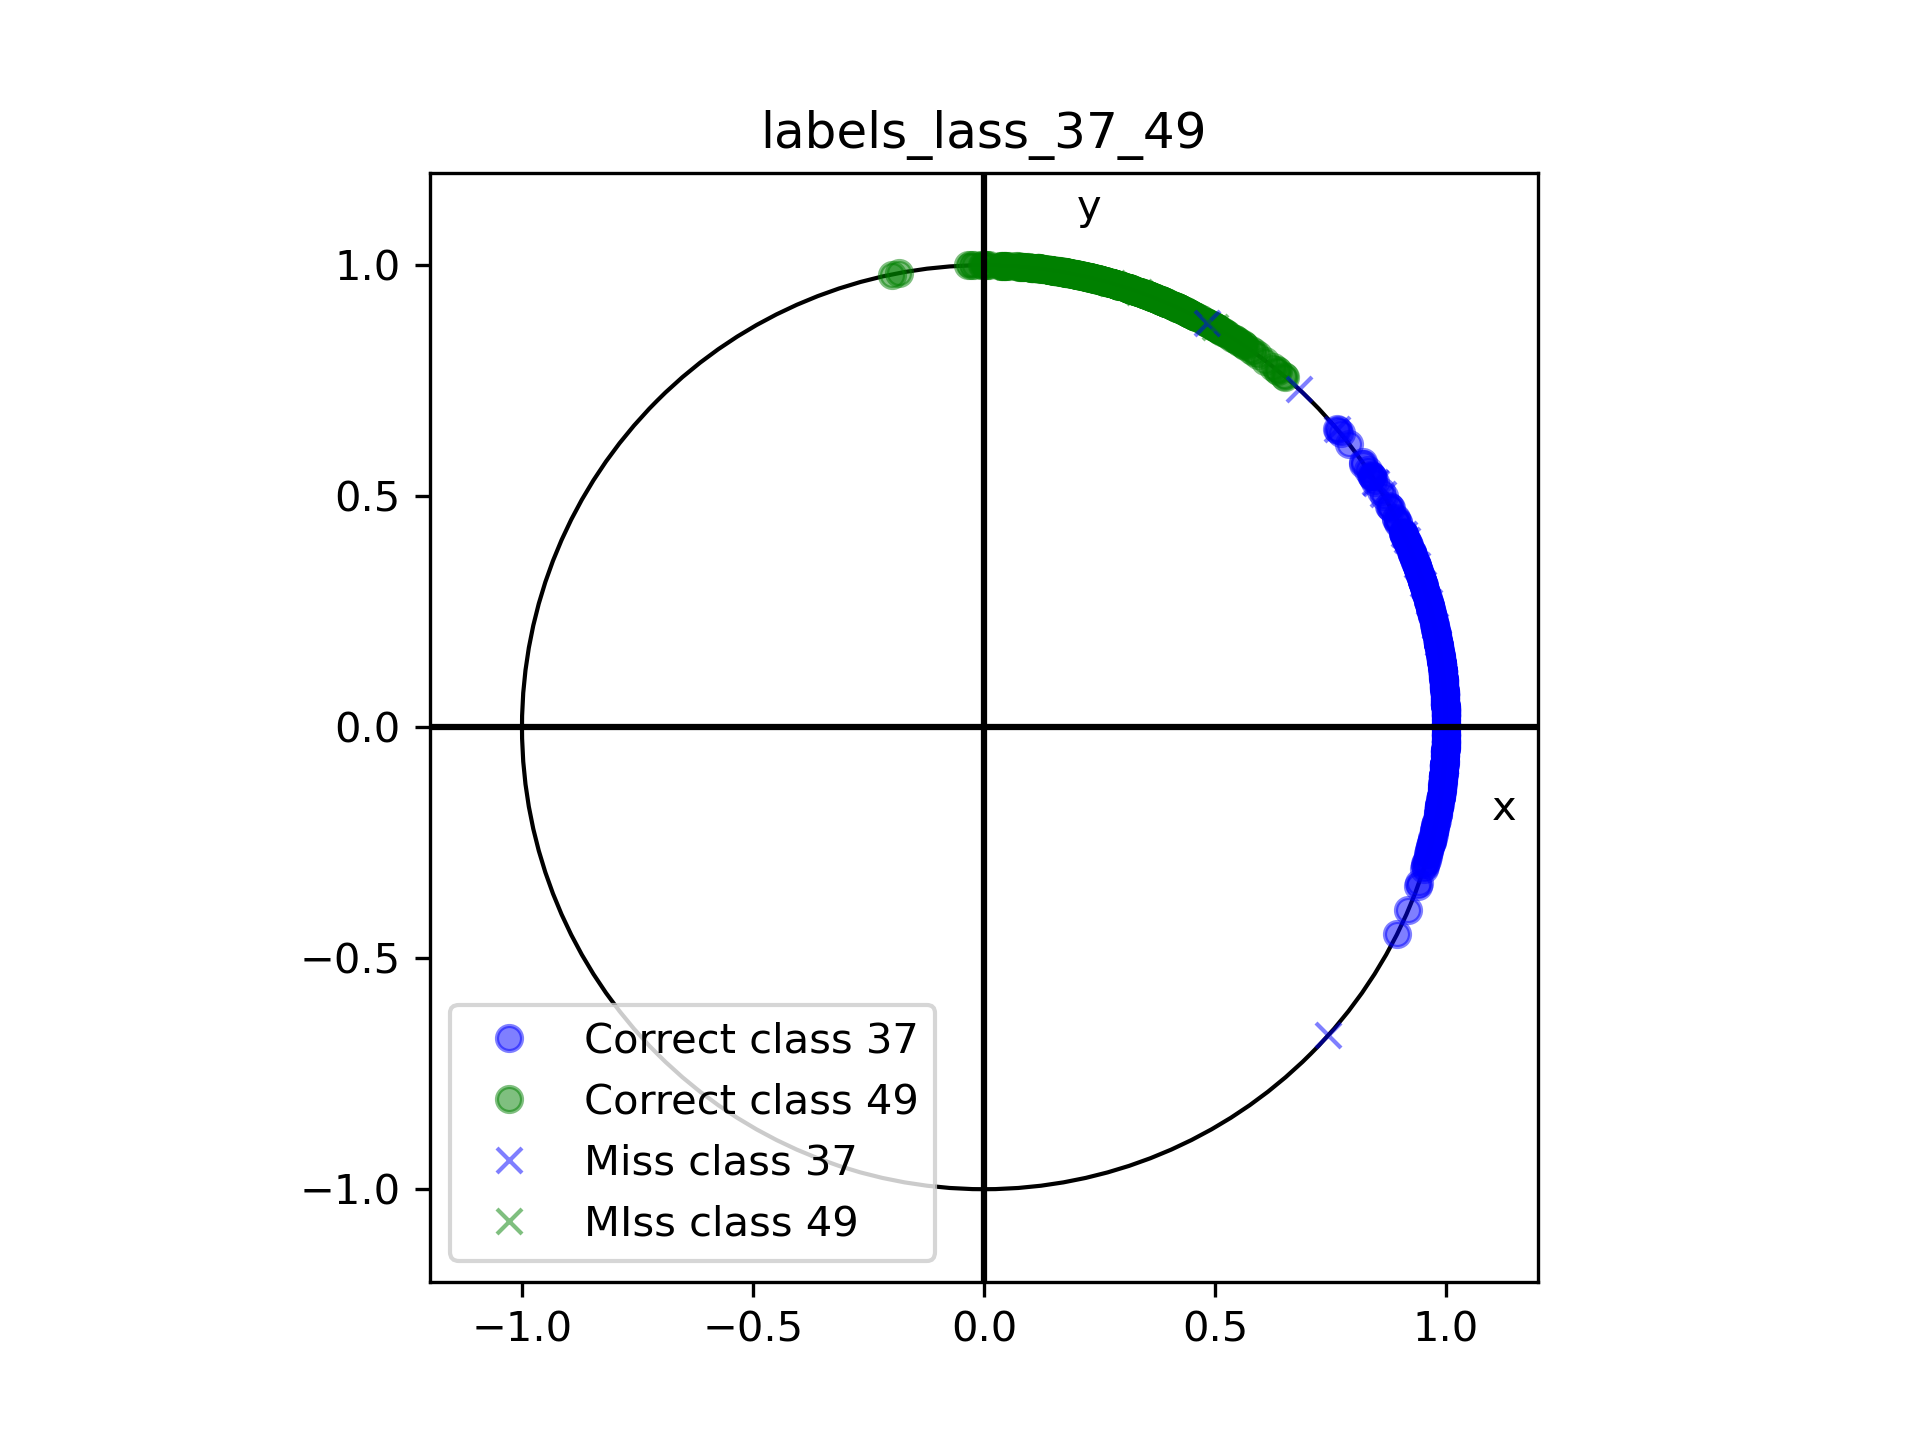 labels_lass_37_49
y
1.0
0.5
0.0
x
−0.5
−1.0
Correct class 37
Correct class 49
Miss class 37
MIss class 49
−1.0 −0.5 0.0 0.5 1.0